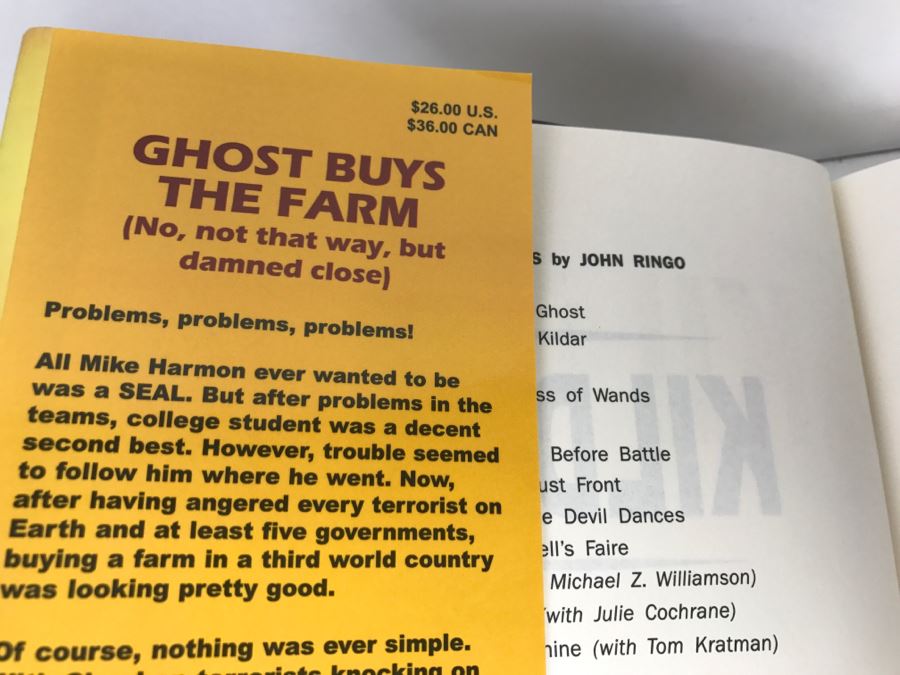 $26.00 U.S.
$36.00 CAN
GHOST BUYS
THE FARM
(No, not that way, but
damned close)
Problems, problems, problems!
All Mike Harmon ever wanted to be
was a SEAL. But after problems in the
teams, college student was a decent
second best. However, trouble seemed
to follow him where he went. Now,
after having angered every terrorist on
Earth and at least five governments,
buying a farm in a third world country
was looking pretty good.
Of course, nothing was ever simple.
terrorists knocking on
S by JOHN RINGO
Ghost
Kildar
ss of Wands
Before Battle
ust Front
e Devil Dances
ell's Faire
Michael Z. Williamson)
(with Julie Cochrane)
hine (with Tom Kratman)
KILD